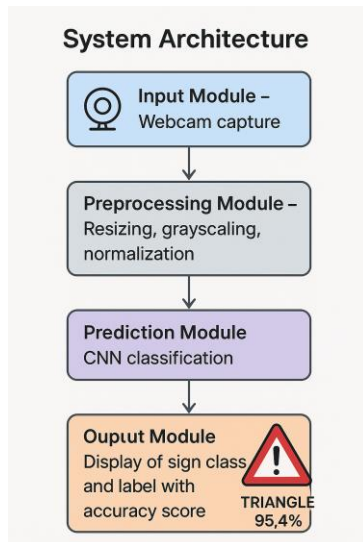 System Architecture
Input Module –
Webcam capture
Preprocessing Module –
Resizing, grayscaling,
normalization
Prediction Module
CNN classification
Ouput Module
Display of sign class
and label with
accuracy score
!
TRIANGLE
95,4%